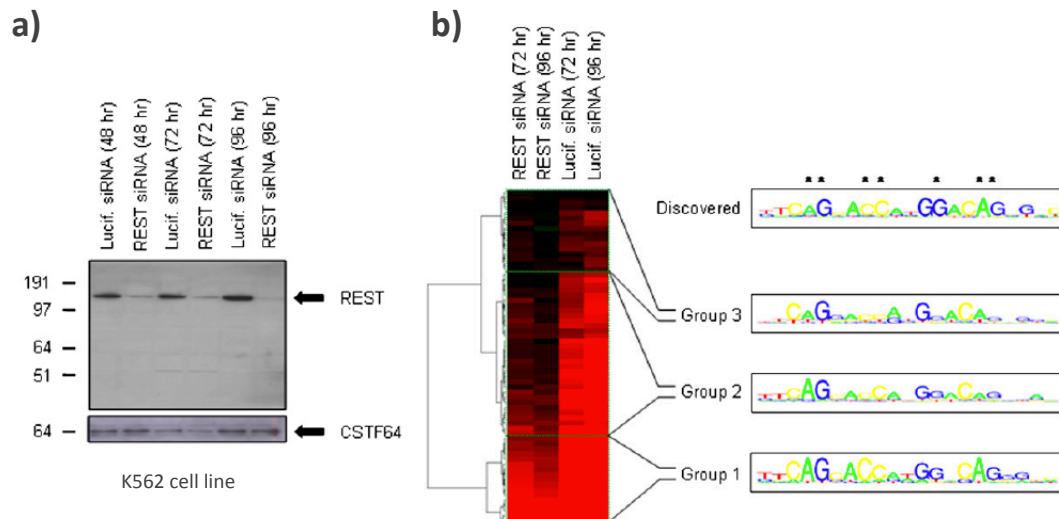 a)
Lucif. siRNA (48 hr)
REST siRNA (48 hr)
Lucif. siRNA (72 hr)
REST siRNA (72 hr)
Lucif. siRNA (96 hr)
REST siRNA (96 hr)
191
97
64
51
REST
64
CSTF64
K562 cell line
b)
REST siRNA (72 hr)
REST siRNA (96 hr)
Lucif. siRNA (72 hr)
Lucif. siRNA (96 hr)
Discovered
Group 3
Group 2
Group 1